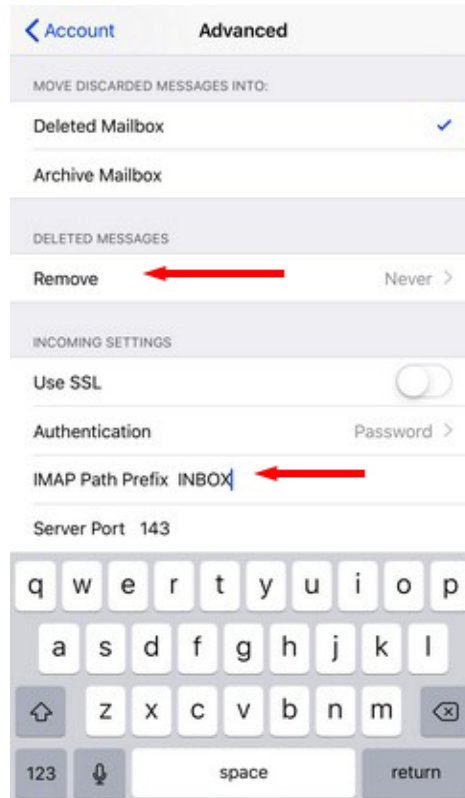 Account Advanced
MOVE DISCARDED MESSAGES INTO:
Deleted Mailbox
Archive Mailbox
DELETED MESSAGES
Remove Never
INCOMING SETTINGS
Use SSL
Authentication Password
IMAP Path Prefix INBOX
Server Port 143
q w e r t y u i o p
a s d f g h j k l
z x c v b n m
123 space return